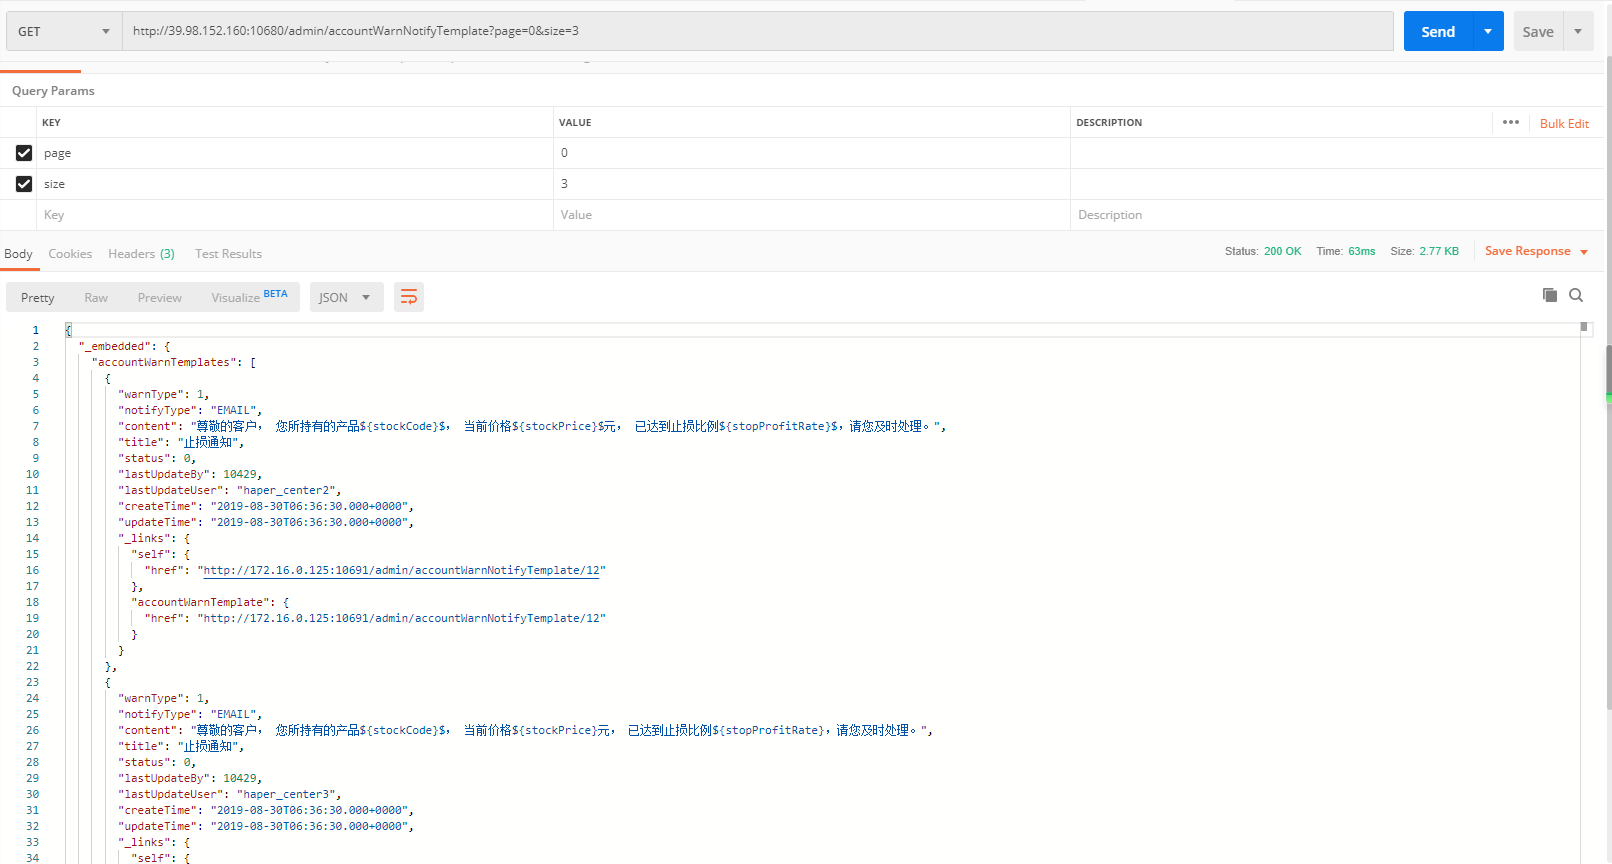 GET http://39.98.152.160:10680/admin/accountWarnNotifyTemplate?page=0&size=3 Send Save
Query Params
KEY VALUE DESCRIPTION ••• Bulk Edit
page 0
size 3
Key Value Description
Body Cookies Headers (3) Test Results Status: 200 OK Time: 63ms Size: 2.77 KB Save Response
Pretty Raw Preview Visualize BETA JSON
1 {
2 "_embedded": {
3 "accountWarnTemplates": [
4 {
5 "warnType": 1,
6 "notifyType": "EMAIL",
7 "content": "尊敬的客户， 您所持有的产品${stockCode}$， 当前价格${stockPrice}$元， 已达到止损比例${stopProfitRate}$，请您及时处理。",
8 "title": "止损通知",
9 "status": 0,
10 "lastUpdateBy": 10429,
11 "lastUpdateUser": "haper_center2",
12 "createTime": "2019-08-30T06:36:30.000+0000",
13 "updateTime": "2019-08-30T06:36:30.000+0000",
14 "_links": {
15 "self": {
16 "href": "http://172.16.0.125:10691/admin/accountWarnNotifyTemplate/12"
17 },
18 "accountWarnTemplate": {
19 "href": "http://172.16.0.125:10691/admin/accountWarnNotifyTemplate/12"
20 }
21 }
22 },
23 {
24 "warnType": 1,
25 "notifyType": "EMAIL",
26 "content": "尊敬的客户， 您所持有的产品${stockCode}$， 当前价格${stockPrice}元， 已达到止损比例${stopProfitRate}，请您及时处理。",
27 "title": "止损通知",
28 "status": 0,
29 "lastUpdateBy": 10429,
30 "lastUpdateUser": "haper_center3",
31 "createTime": "2019-08-30T06:36:30.000+0000",
32 "updateTime": "2019-08-30T06:36:30.000+0000",
33 "_links": {
34 "self": {